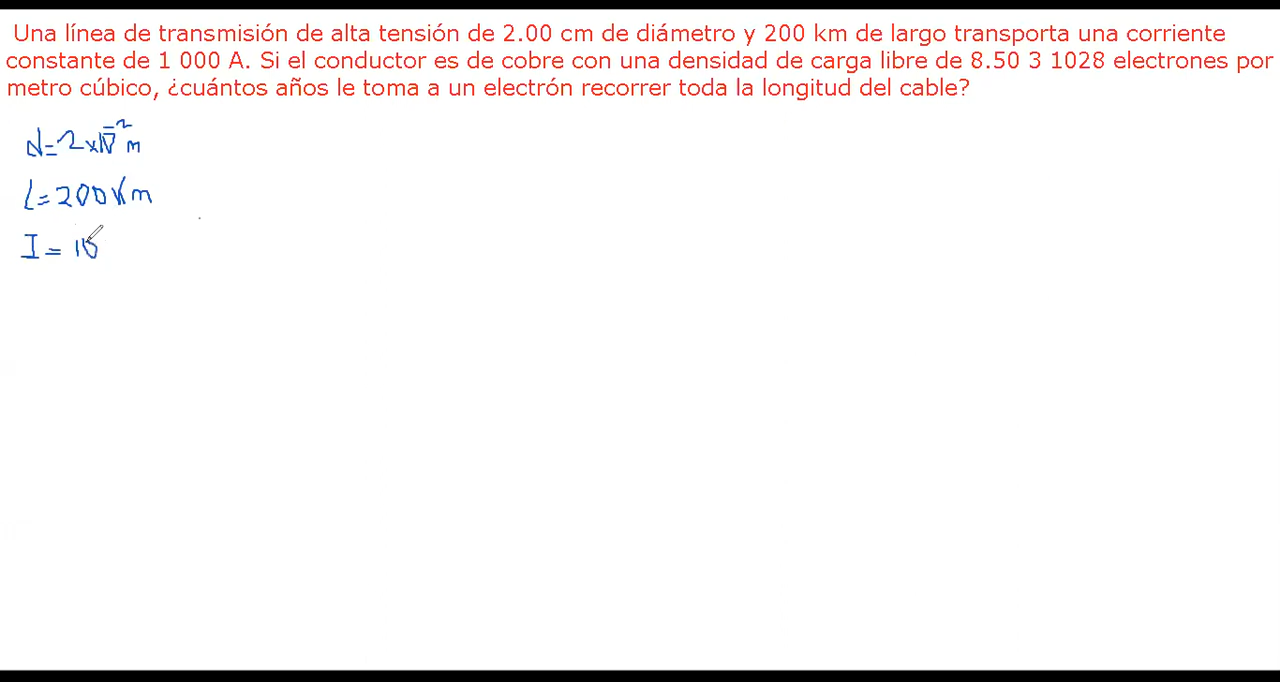 Una línea de transmisión de alta tensión de 2.00 cm de diámetro y 200 km de largo transporta una corriente
constante de 1 000 A. Si el conductor es de cobre con una densidad de carga libre de 8.50 3 1028 electrones por
metro cúbico, ¿cuántos años le toma a un electrón recorrer toda la longitud del cable?
d=2x10⁻² m
L=200Km
I = 10